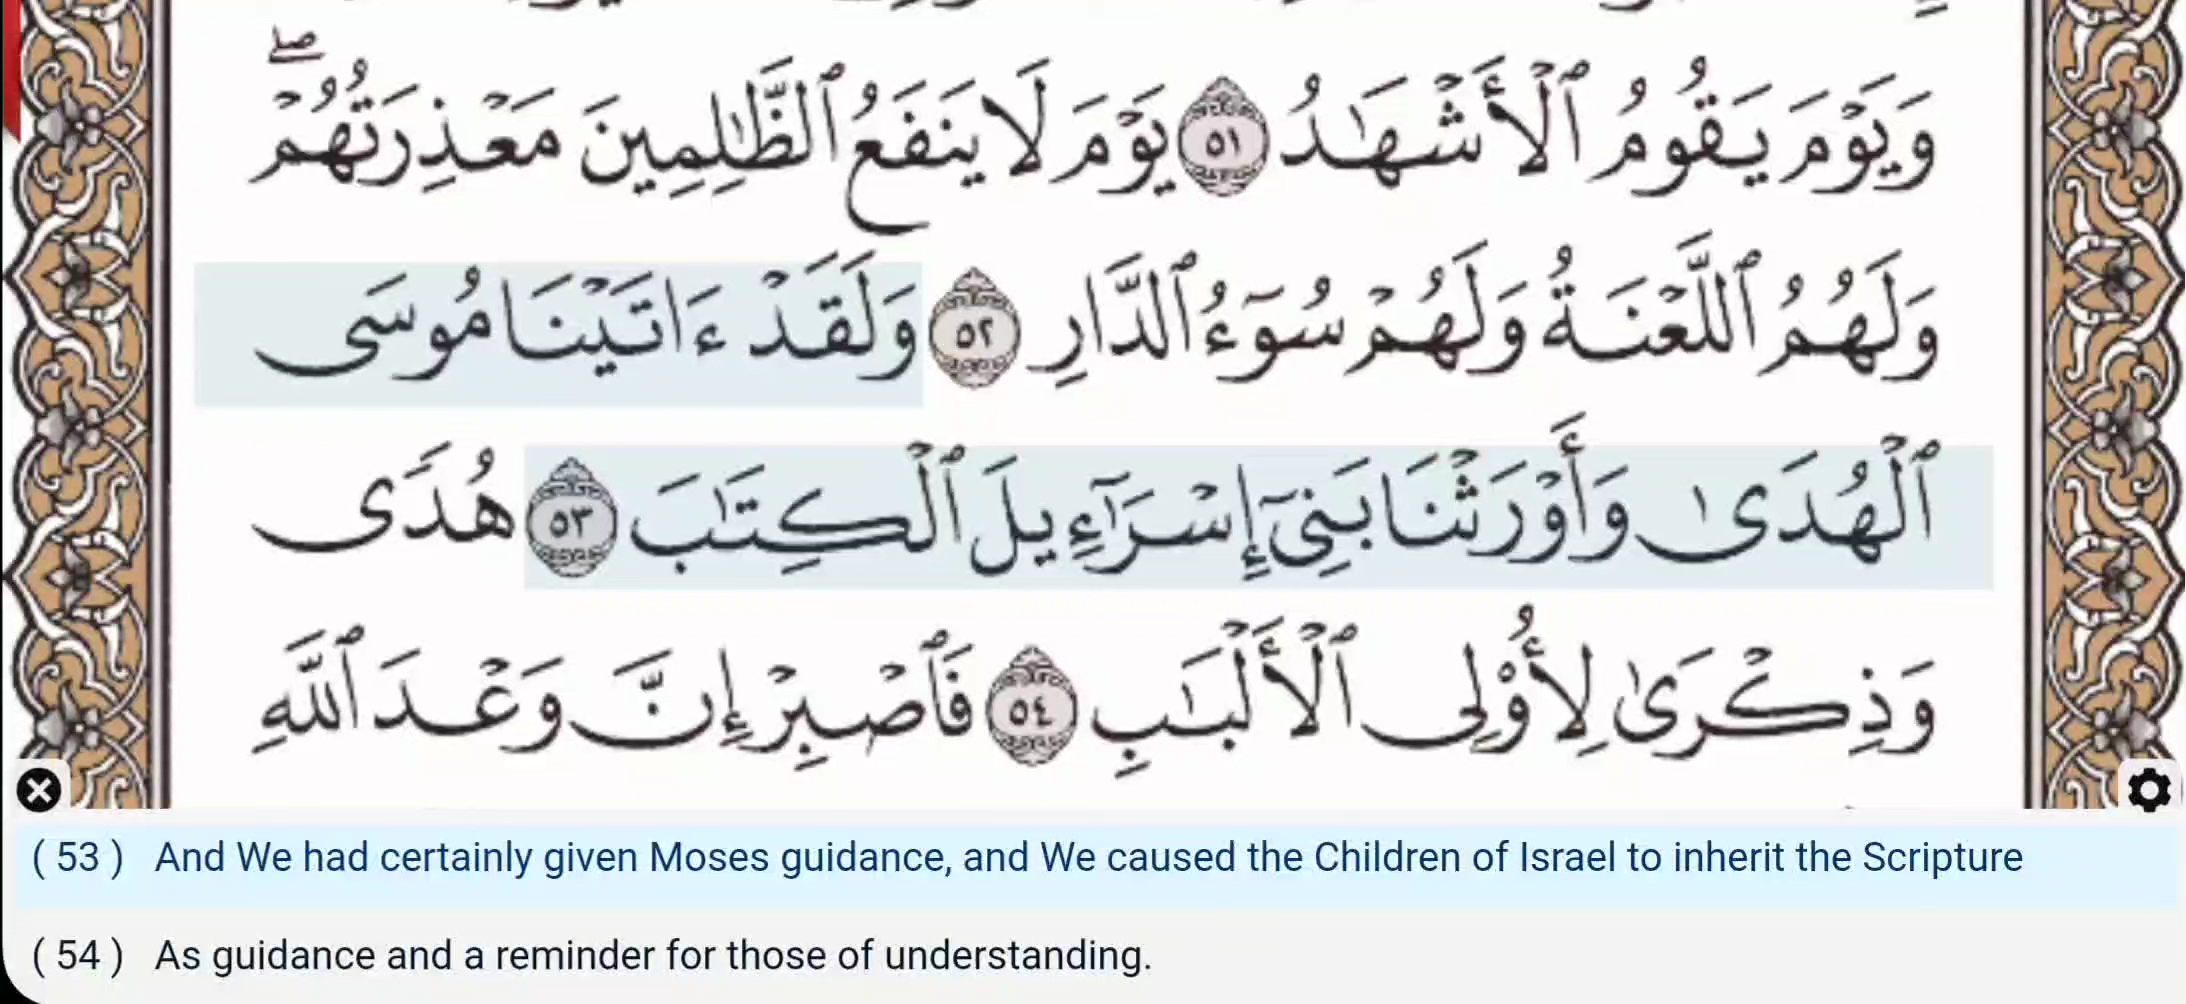 وَيَوۡمَ يَقُومُ ٱلۡأَشۡهَٰدُ ٥١ يَوۡمَ لَا يَنفَعُ ٱلظَّٰلِمِينَ مَعۡذِرَتُهُمۡۖ
وَلَهُمُ ٱللَّعۡنَةُ وَلَهُمۡ سُوٓءُ ٱلدَّارِ ٥٢ وَلَقَدۡ ءَاتَيۡنَا مُوسَى
ٱلۡهُدَىٰ وَأَوۡرَثۡنَا بَنِيٓ إِسۡرَٰٓءِيلَ ٱلۡكِتَٰبَ ٥٣ هُدٗى
وَذِكۡرَىٰ لِأُوْلِي ٱلۡأَلۡبَٰبِ ٥٤ فَٱصۡبِرۡ إِنَّ وَعۡدَ ٱللَّهِ
( 53 ) And We had certainly given Moses guidance, and We caused the Children of Israel to inherit the Scripture
( 54 ) As guidance and a reminder for those of understanding.